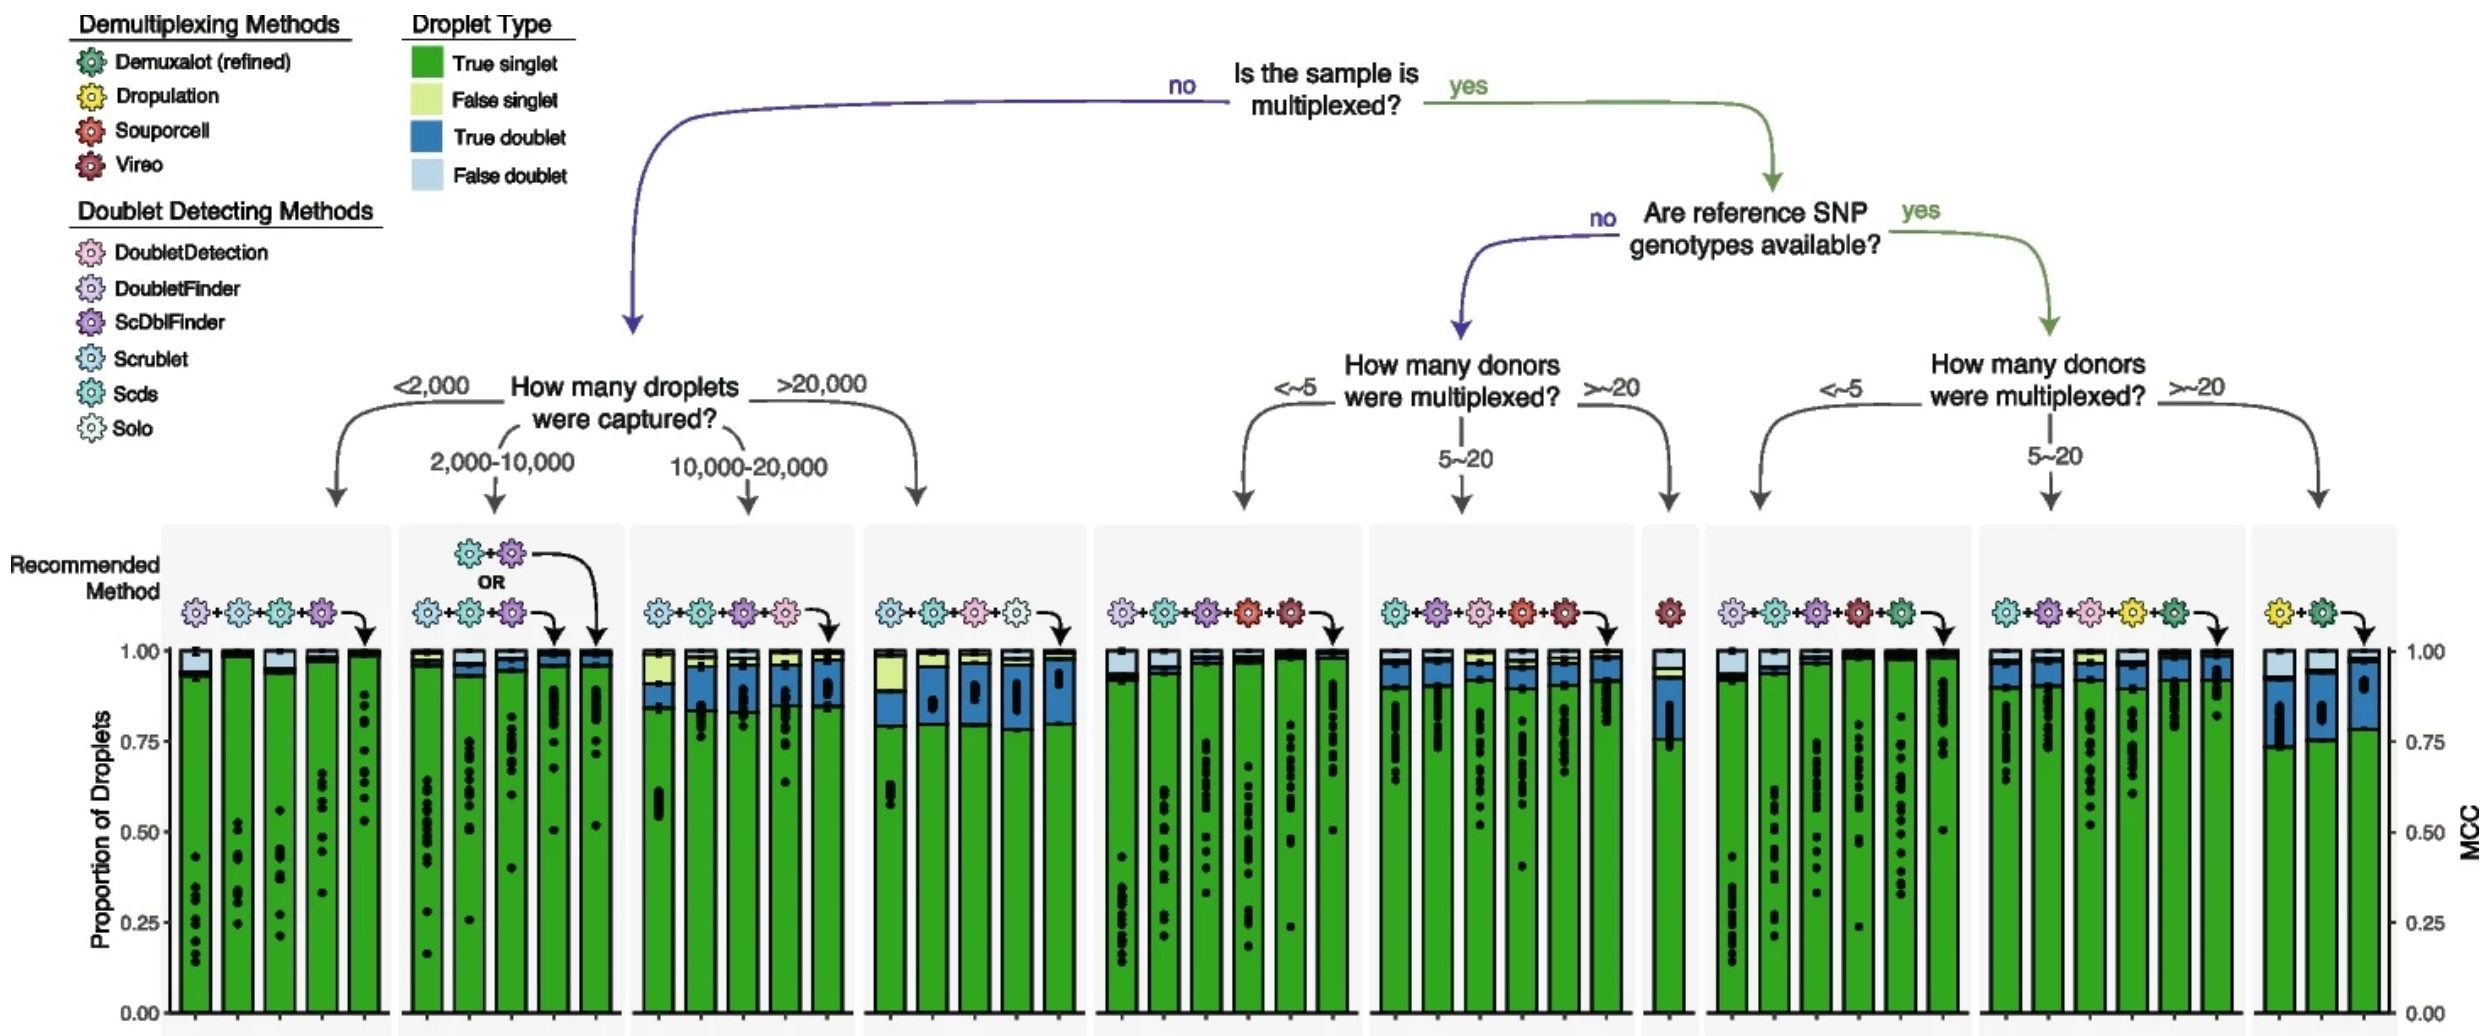 Demultiplexing Methods
Demuxalot (refined)
Dropulation
Souporcell
Vireo
Doublet Detecting Methods
DoubletDetection
DoubletFinder
ScDblFinder
Scrublet
Scds
Solo
Droplet Type
True singlet
False singlet
True doublet
False doublet
Is the sample is
multiplexed?
no
yes
Are reference SNP
genotypes available?
no
yes
How many droplets
were captured?
<2,000
2,000-10,000
10,000-20,000
>20,000
How many donors
were multiplexed?
<~5
5~20
>~20
How many donors
were multiplexed?
<~5
5~20
>~20
Recommended
Method
+
OR
+ + +
+ +
+ + +
+ + +
+ + + +
+ + + +
+ + + +
+ + + +
+
Proportion of Droplets
1.00
0.75
0.50
0.25
0.00
1.00
0.75
0.50
0.25
0.00
MCC